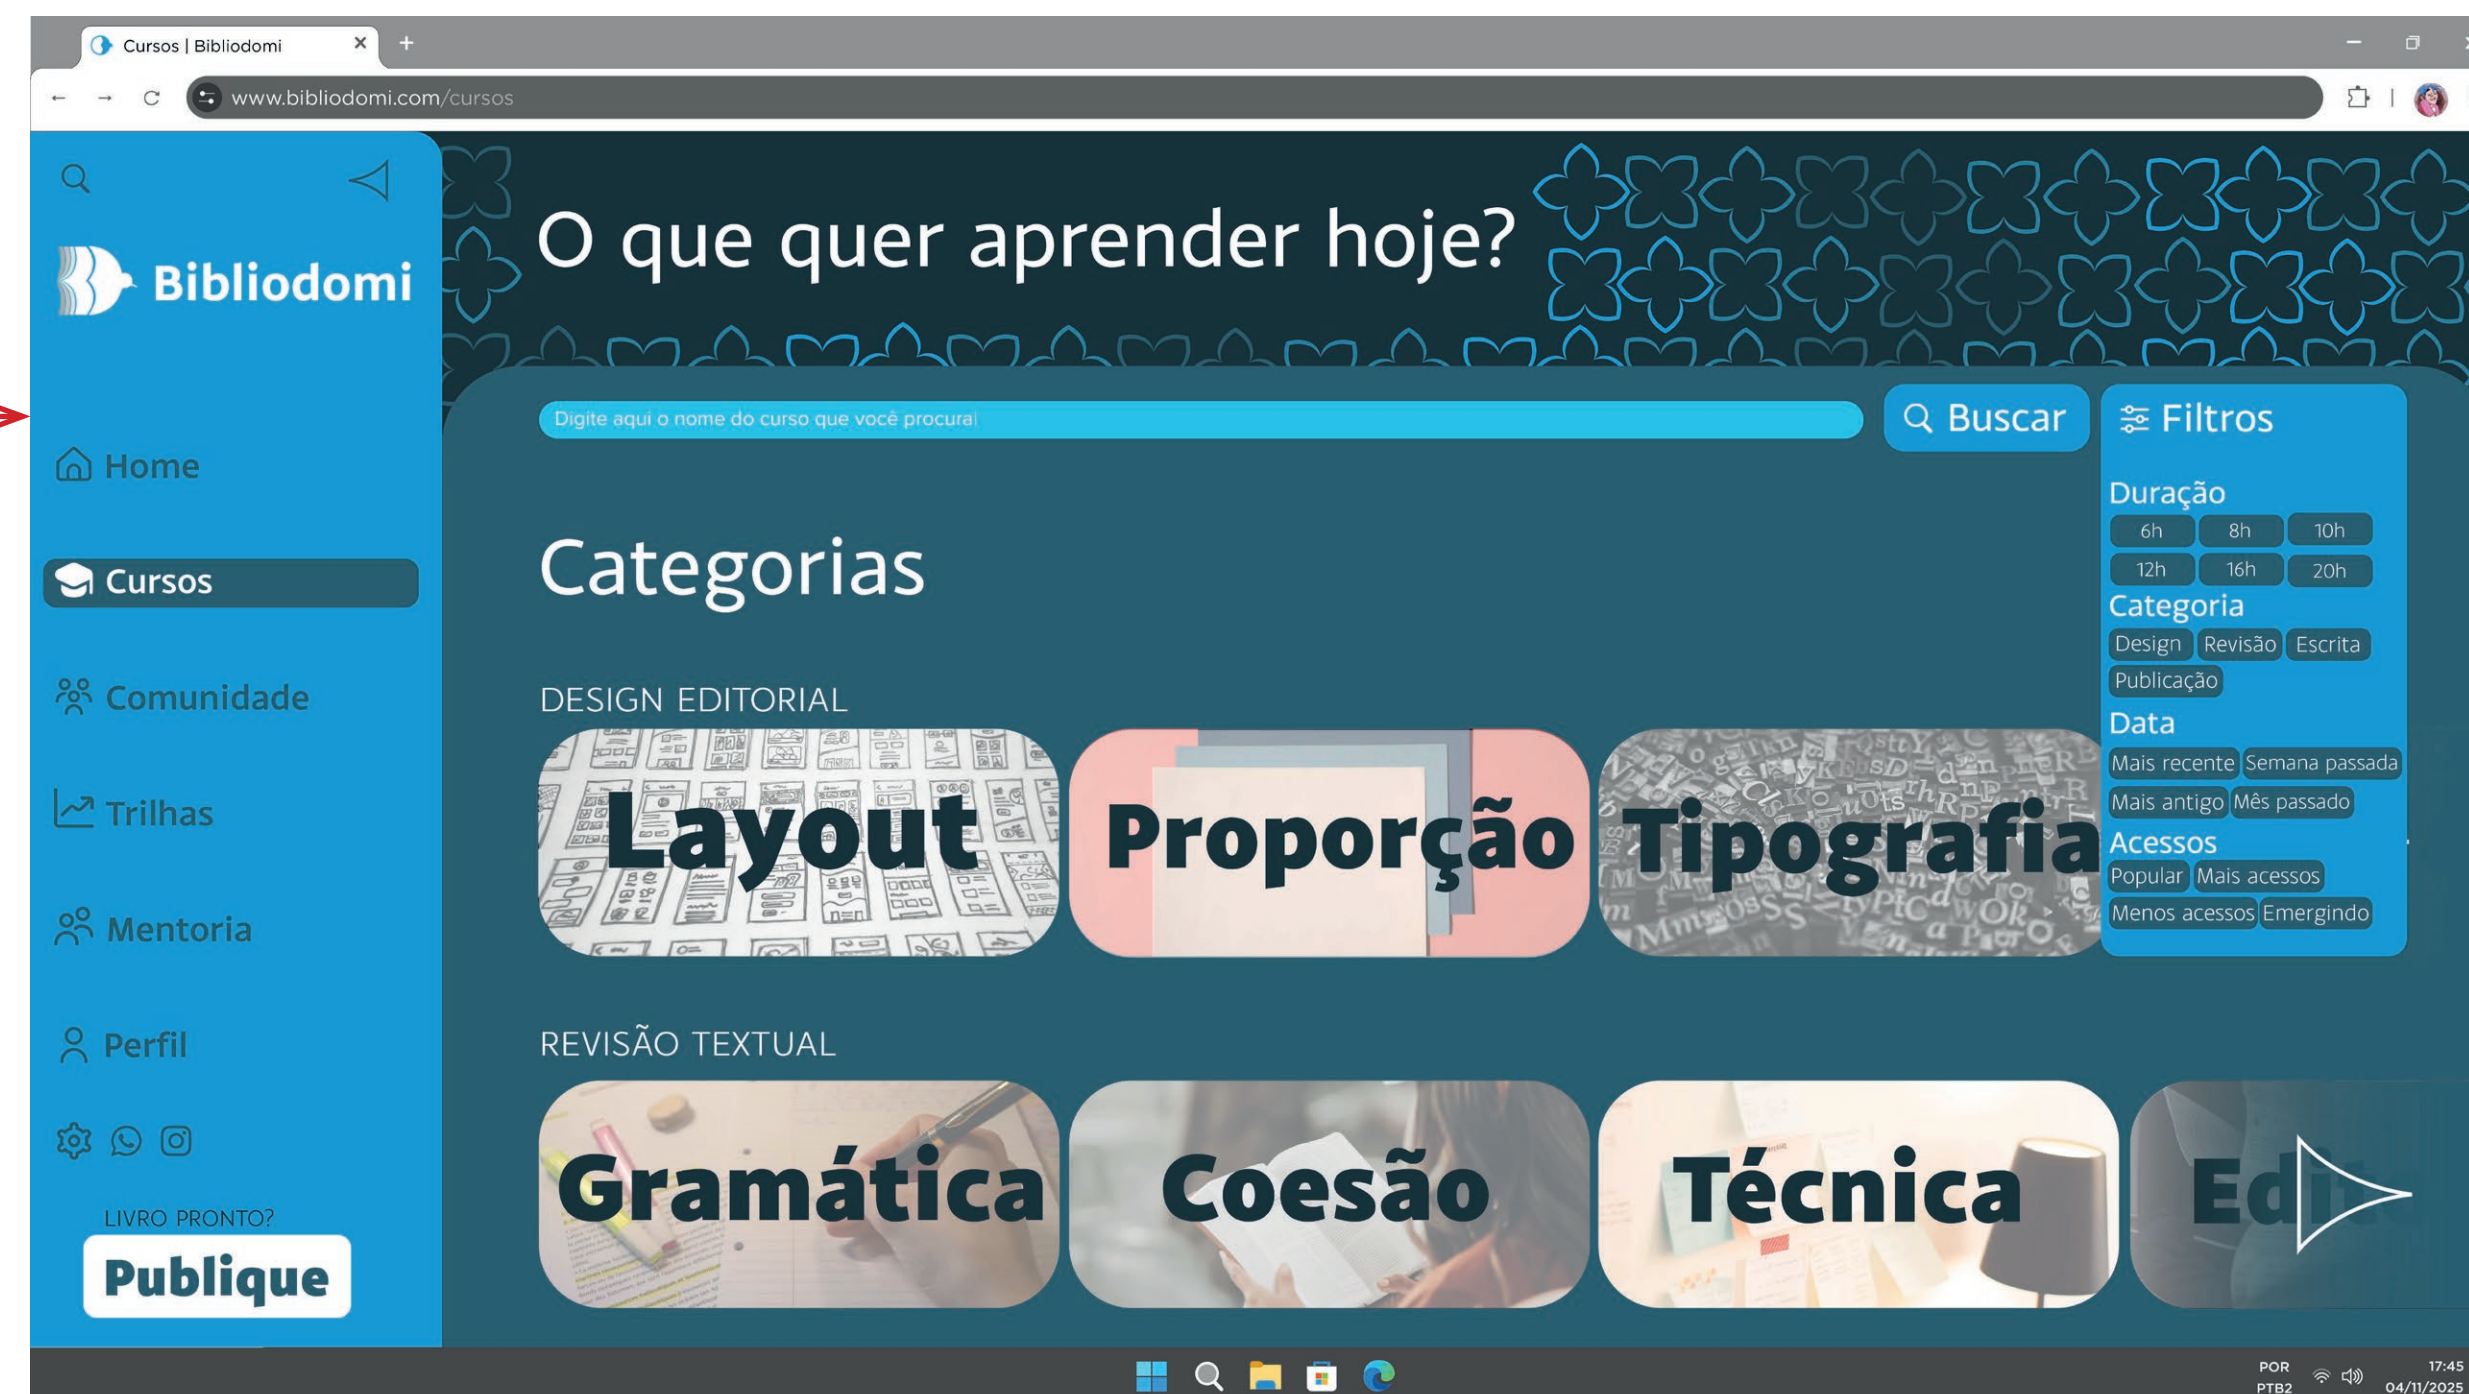 Cursos | Bibliodomi
www.bibliodomi.com/cursos
Bibliodomi
Home
Cursos
Comunidade
Trilhas
Mentoria
Perfil
LIVRO PRONTO?
Publique
O que quer aprender hoje?
Digite aqui o nome do curso que você procura
Buscar
Filtros
Duração
6h 8h 10h
12h 16h 20h
Categoria
Design Revisão Escrita
Publicação
Data
Mais recente Semana passada
Mais antigo Mês passado
Acessos
Popular Mais acessos
Menos acessos Emergindo
Categorias
DESIGN EDITORIAL
Layout Proporção Tipografia
REVISÃO TEXTUAL
Gramática Coesão Técnica
POR
PTB2
17:45
04/11/2025